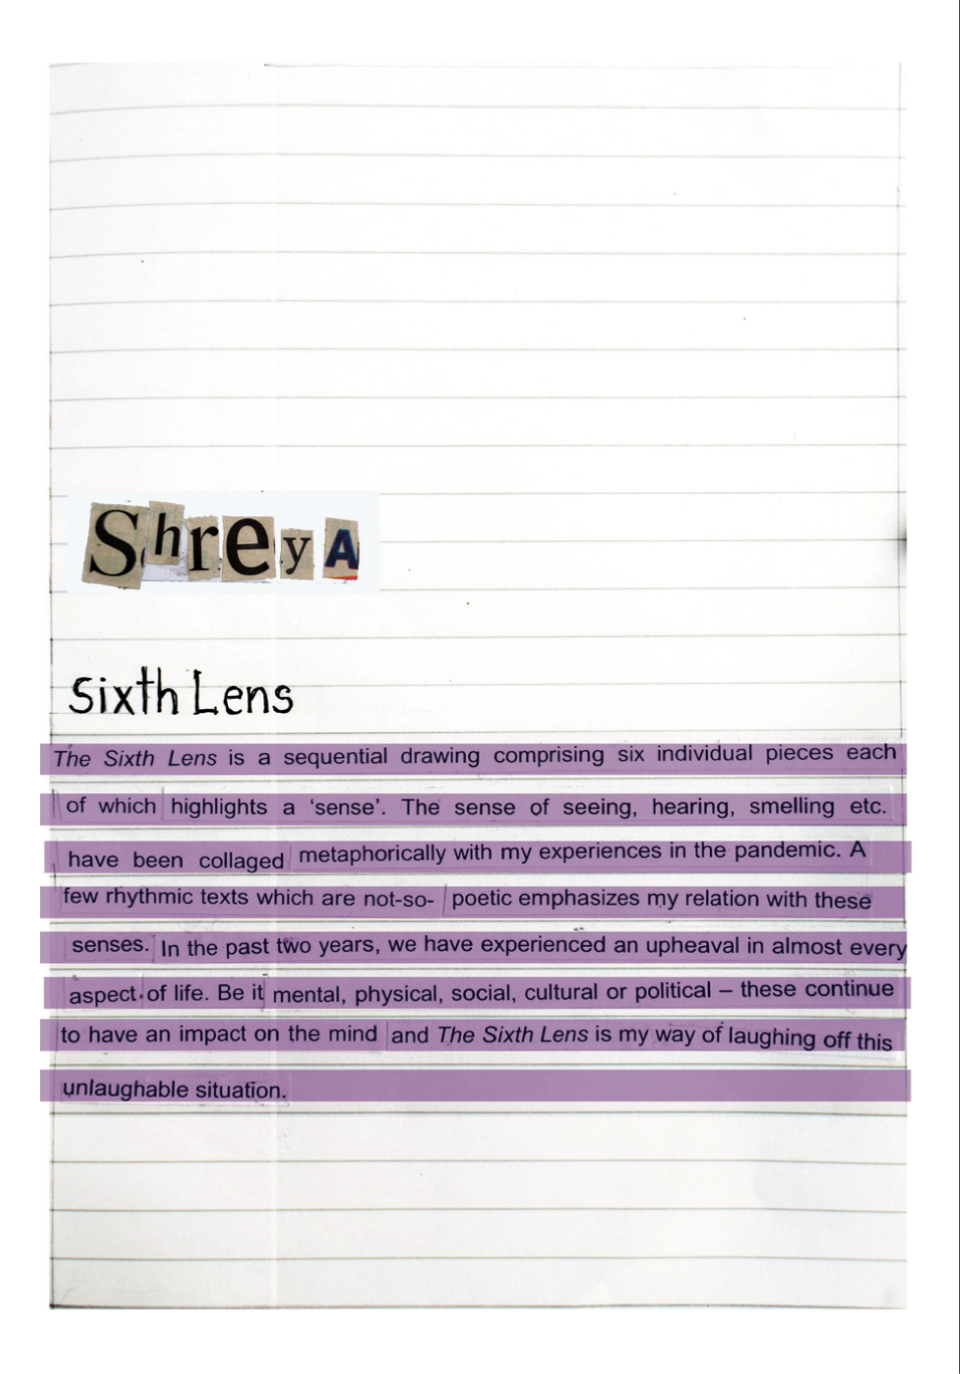 ShreyA
Sixth Lens
The Sixth Lens is a sequential drawing comprising six individual pieces each
of which highlights a ‘sense’. The sense of seeing, hearing, smelling etc.
have been collaged metaphorically with my experiences in the pandemic. A
few rhythmic texts which are not-so- poetic emphasizes my relation with these
senses. In the past two years, we have experienced an upheaval in almost every
aspect of life. Be it mental, physical, social, cultural or political – these continue
to have an impact on the mind and The Sixth Lens is my way of laughing off this
unlaughable situation.